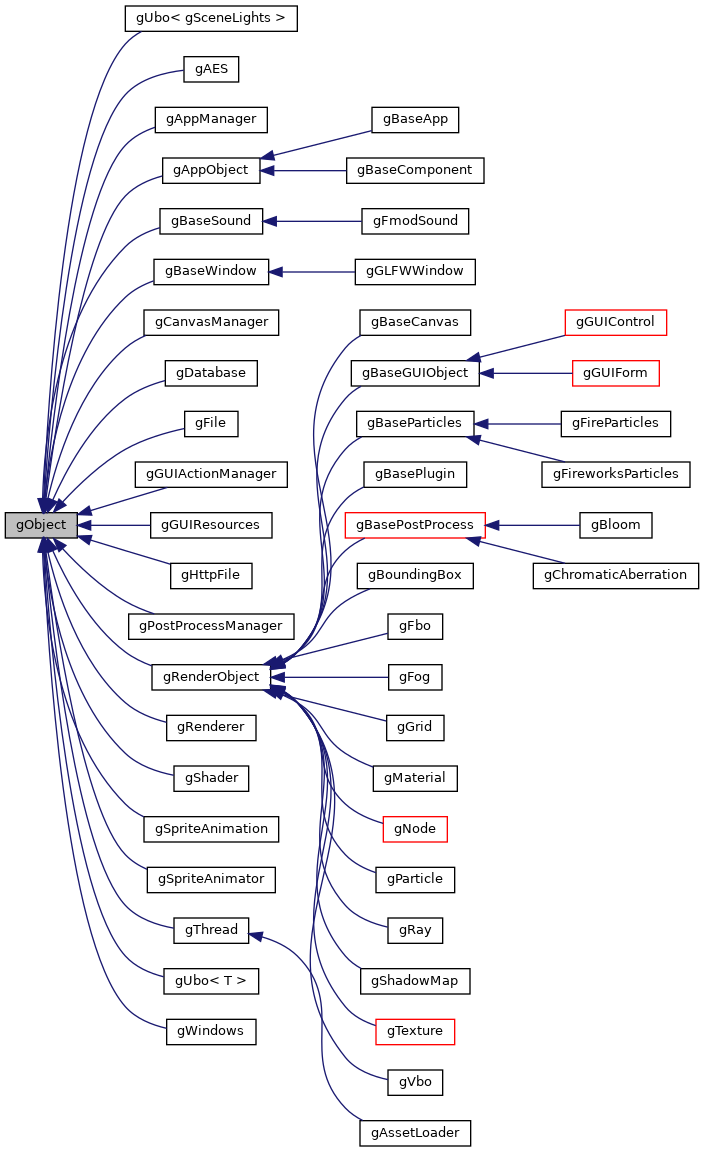 gUbo< gSceneLights >
gAES
gAppManager
gBaseApp
gAppObject
gBaseComponent
gBaseSound
gFmodSound
gBaseWindow
gGLFWWindow
gCanvasManager
gBaseCanvas
gGUIControl
gDatabase
gBaseGUIObject
gGUIForm
gFile
gBaseParticles
gFireParticles
gGUIActionManager
gBasePlugin
gFireworksParticles
gObject
gGUIResources
gBasePostProcess
gBloom
gHttpFile
gBoundingBox
gChromaticAberration
gPostProcessManager
gFbo
gRenderObject
gFog
gRenderer
gGrid
gShader
gMaterial
gSpriteAnimation
gNode
gSpriteAnimator
gParticle
gThread
gRay
gUbo< T >
gShadowMap
gWindows
gTexture
gVbo
gAssetLoader